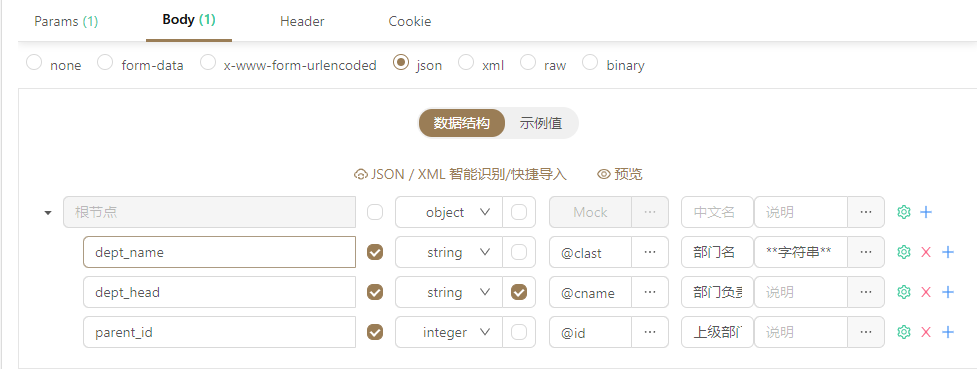 Params (1) Body (1) Header Cookie
none form-data x-www-form-urlencoded json xml raw binary
数据结构 示例值
JSON / XML 智能识别/快捷导入 预览
根节点 object Mock ... 中文名 说明 ...
dept_name string @clast ... 部门名 **字符串** ...
dept_head string @cname ... 部门负责 说明 ...
parent_id integer @id ... 上级部门 说明 ...